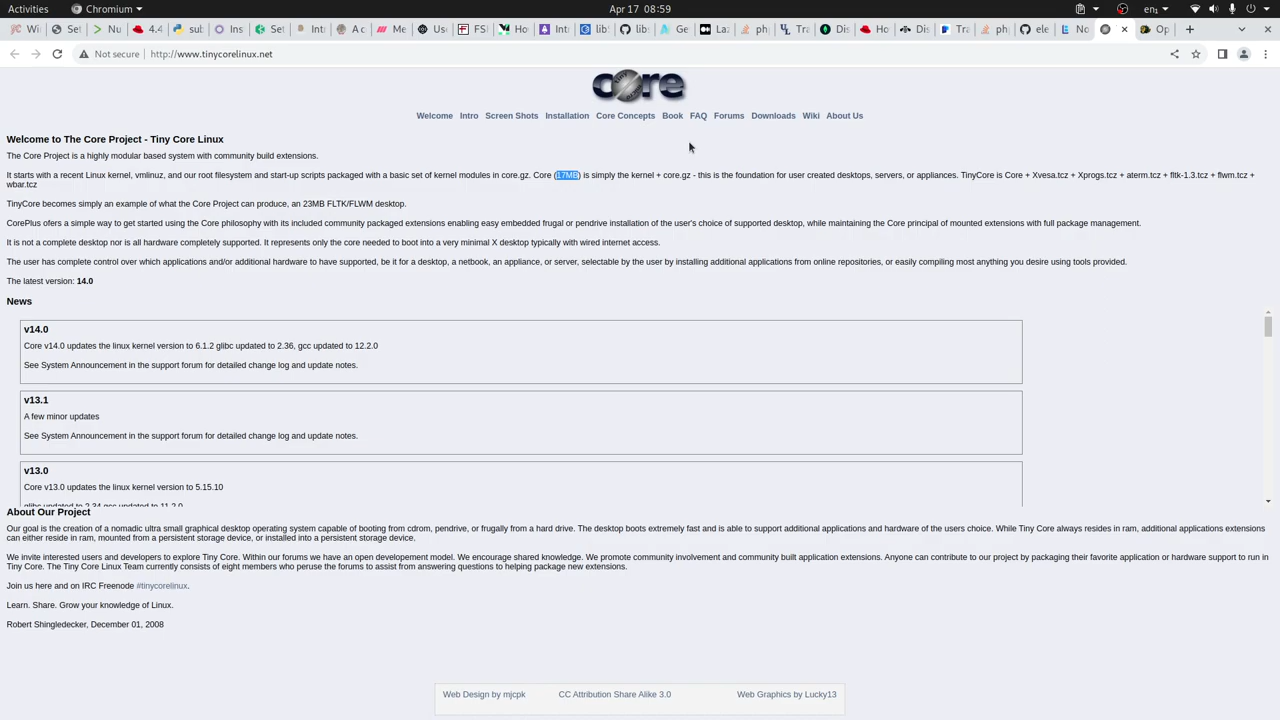 Activities
Chromium
Apr 17 08:59
Not secure
http://www.tinycorelinux.net
core
Welcome Intro Screen Shots Installation Core Concepts Book FAQ Forums Downloads Wiki About Us
Welcome to The Core Project - Tiny Core Linux
The Core Project is a highly modular based system with community build extensions.
It starts with a recent Linux kernel, vmlinuz, and our root filesystem and start-up scripts packaged with a basic set of kernel modules in core.gz. Core (17MB) is simply the kernel + core.gz - this is the foundation for user created desktops, servers, or appliances. TinyCore is Core + Xvesa.tcz + Xprogs.tcz + aterm.tcz + fltk-1.3.tcz + flwm.tcz +
wbar.tcz
TinyCore becomes simply an example of what the Core Project can produce, an 23MB FLTK/FLWM desktop.
CorePlus ofers a simple way to get started using the Core philosophy with its included community packaged extensions enabling easy embedded frugal or pendrive installation of the user's choice of supported desktop, while maintaining the Core principal of mounted extensions with full package management.
It is not a complete desktop nor is all hardware completely supported. It represents only the core needed to boot into a very minimal X desktop typically with wired internet access.
The user has complete control over which applications and/or additional hardware to have supported, be it for a desktop, a netbook, an appliance, or server, selectable by the user by installing additional applications from online repositories, or easily compiling most anything you desire using tools provided.
The latest version: 14.0
News
v14.0
Core v14.0 updates the linux kernel version to 6.1.2 glibc updated to 2.36, gcc updated to 12.2.0
See System Announcement in the support forum for detailed change log and update notes.
v13.1
A few minor updates
See System Announcement in the support forum for detailed change log and update notes.
v13.0
Core v13.0 updates the linux kernel version to 5.15.10
glibc updated to 2.34 gcc updated to 11.2.0
About Our Project
Our goal is the creation of a nomadic ultra small graphical desktop operating system capable of booting from cdrom, pendrive, or frugally from a hard drive. The desktop boots extremely fast and is able to support additional applications and hardware of the users choice. While Tiny Core always resides in ram, additional applications extensions
can either reside in ram, mounted from a persistent storage device, or installed into a persistent storage device.
We invite interested users and developers to explore Tiny Core. Within our forums we have an open developement model. We encourage shared knowledge. We promote community involvement and community built application extensions. Anyone can contribute to our project by packaging their favorite application or hardware support to run in
Tiny Core. The Tiny Core Linux Team currently consists of eight members who peruse the forums to assist from answering questions to helping package new extensions.
Join us here and on IRC Freenode #tinycorelinux.
Learn. Share. Grow your knowledge of Linux.
Robert Shingledecker, December 01, 2008
Web Design by mjcpk CC Attribution Share Alike 3.0 Web Graphics by Lucky13